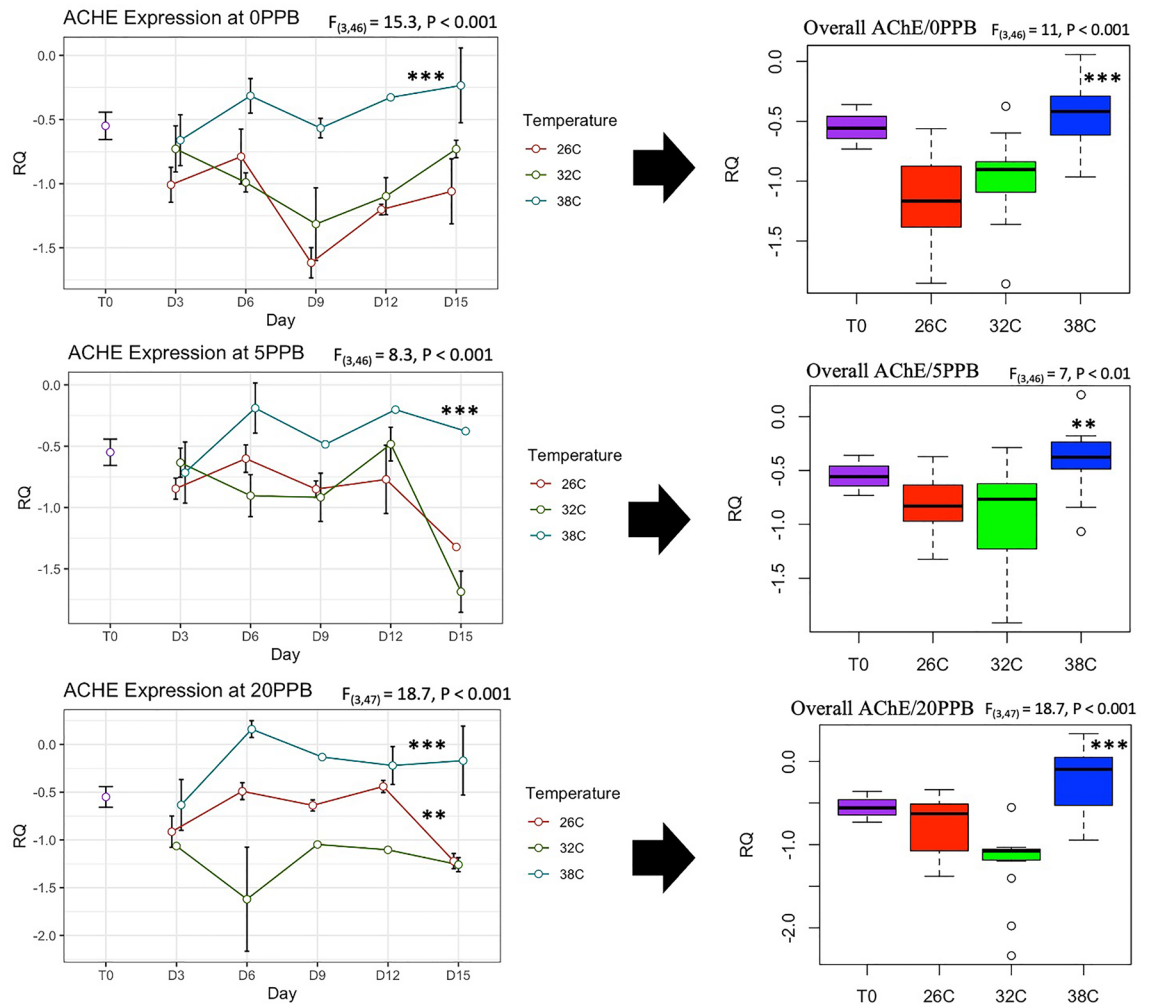 ACHE Expression at 0PPB F(3,46) = 15.3, P < 0.001
***
0.0
-0.5
-1.0
-1.5
RQ
T0 D3 D6 D9 D12 D15
Day
Temperature
26C
32C
38C
Overall AChE/0PPB F(3,46) = 11, P < 0.001
***
0.0
-0.5
-1.0
-1.5
RQ
T0 26C 32C 38C
ACHE Expression at 5PPB F(3,46) = 8.3, P < 0.001
***
0.0
-0.5
-1.0
-1.5
RQ
T0 D3 D6 D9 D12 D15
Day
Temperature
26C
32C
38C
Overall AChE/5PPB F(3,46) = 7, P < 0.01
**
0.0
-0.5
-1.0
-1.5
RQ
T0 26C 32C 38C
ACHE Expression at 20PPB F(3,47) = 18.7, P < 0.001
***
**
0.0
-0.5
-1.0
-1.5
-2.0
RQ
T0 D3 D6 D9 D12 D15
Day
Temperature
26C
32C
38C
Overall AChE/20PPB F(3,47) = 18.7, P < 0.001
***
0.0
-1.0
-2.0
RQ
T0 26C 32C 38C